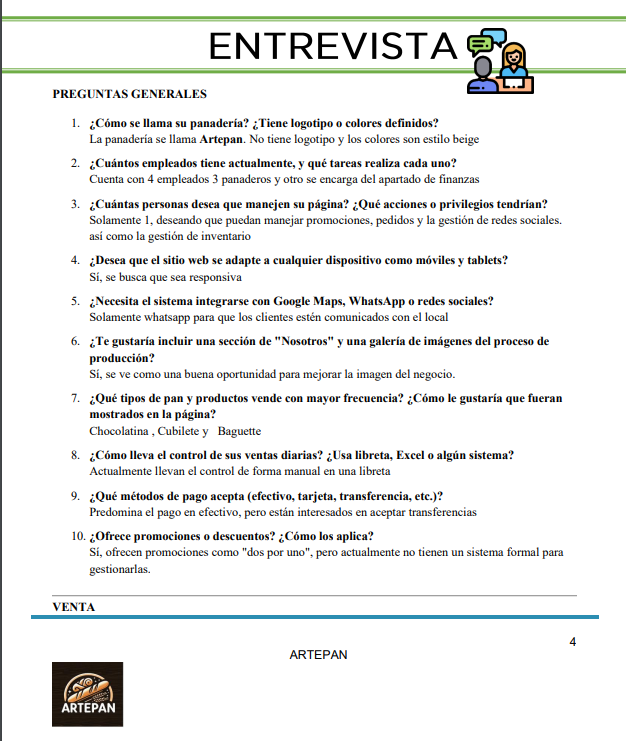 ENTREVISTA
PREGUNTAS GENERALES
1. ¿Cómo se llama su panadería? ¿Tiene logotipo o colores definidos?
La panadería se llama Artepan. No tiene logotipo y los colores son estilo beige
2. ¿Cuántos empleados tiene actualmente, y qué tareas realiza cada uno?
Cuenta con 4 empleados 3 panaderos y otro se encarga del apartado de finanzas
3. ¿Cuántas personas desea que manejen su página? ¿Qué acciones o privilegios tendrían?
Solamente 1, deseando que puedan manejar promociones, pedidos y la gestión de redes sociales.
así como la gestión de inventario
4. ¿Desea que el sitio web se adapte a cualquier dispositivo como móviles y tablets?
Sí, se busca que sea responsiva
5. ¿Necesita el sistema integrarse con Google Maps, WhatsApp o redes sociales?
Solamente whatsapp para que los clientes estén comunicados con el local
6. ¿Te gustaría incluir una sección de "Nosotros" y una galería de imágenes del proceso de
producción?
Sí, se ve como una buena oportunidad para mejorar la imagen del negocio.
7. ¿Qué tipos de pan y productos vende con mayor frecuencia? ¿Cómo le gustaría que fueran
mostrados en la página?
Chocolatina , Cubilete y Baguette
8. ¿Cómo lleva el control de sus ventas diarias? ¿Usa libreta, Excel o algún sistema?
Actualmente llevan el control de forma manual en una libreta
9. ¿Qué métodos de pago acepta (efectivo, tarjeta, transferencia, etc.)?
Predomina el pago en efectivo, pero están interesados en aceptar transferencias
10. ¿Ofrece promociones o descuentos? ¿Cómo los aplica?
Sí, ofrecen promociones como "dos por uno", pero actualmente no tienen un sistema formal para
gestionarlas.
VENTA
4
ARTEPAN
ARTEPAN